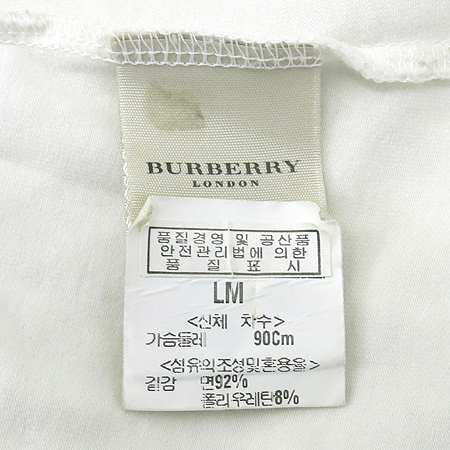 BURBERRY
LONDON
품질경영 및 공산품
안전관리법에 의한
품 질 표 시
LM
<신체 차수>
가슴둘레 90Cm
<섬유의조성및혼용율>
겉감 면92%
폴리우레탄8%